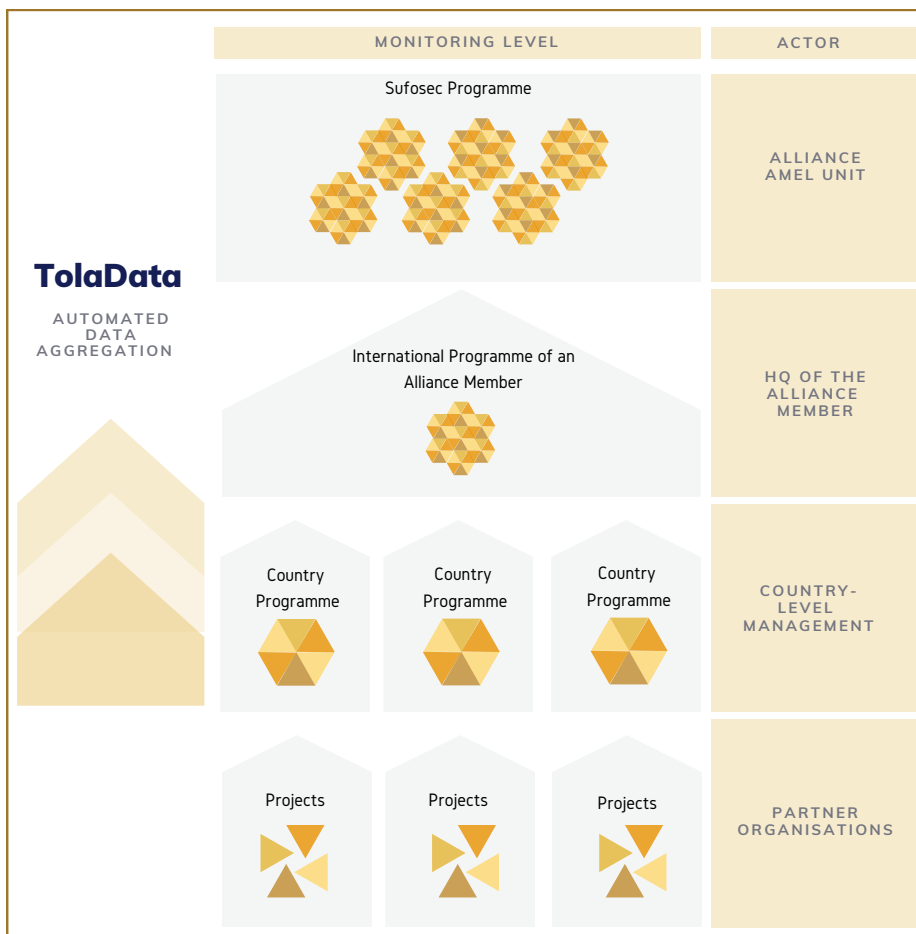 MONITORING LEVEL
ACTOR
Sufosec Programme
ALLIANCE
AMEL UNIT
TolaData
AUTOMATED
DATA
AGGREGATION
International Programme of an
Alliance Member
HQ OF THE
ALLIANCE
MEMBER
Country
Programme
Country
Programme
Country
Programme
COUNTRY-
LEVEL
MANAGEMENT
Projects
Projects
Projects
PARTNER
ORGANISATIONS